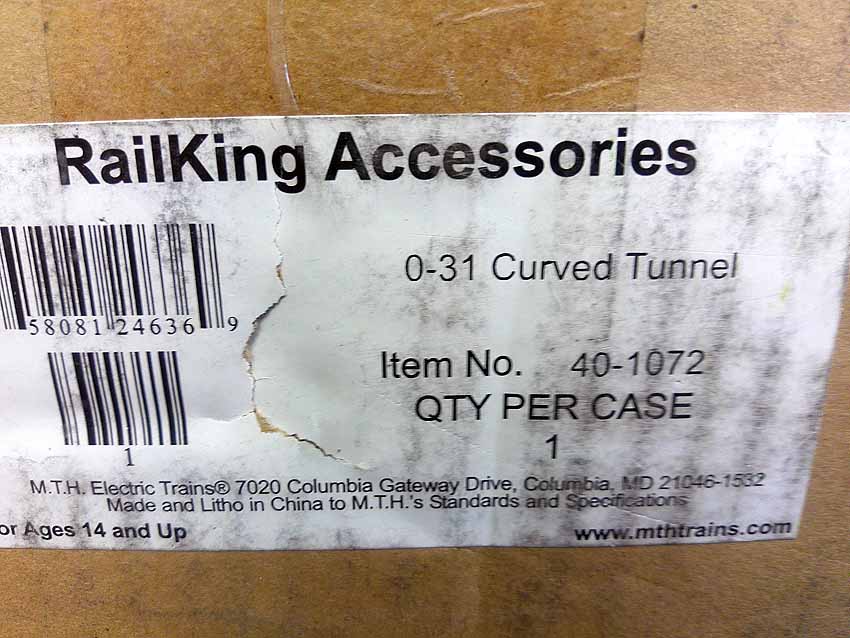 RailKing Accessories
0-31 Curved Tunnel
58081 24636 9
Item No. 40-1072
QTY PER CASE
1
1
M.T.H. Electric Trains® 7020 Columbia Gateway Drive, Columbia, MD 21046-1532
Made and Litho in China to M.T.H.'s Standards and Specifications
or Ages 14 and Up
www.mthtrains.com